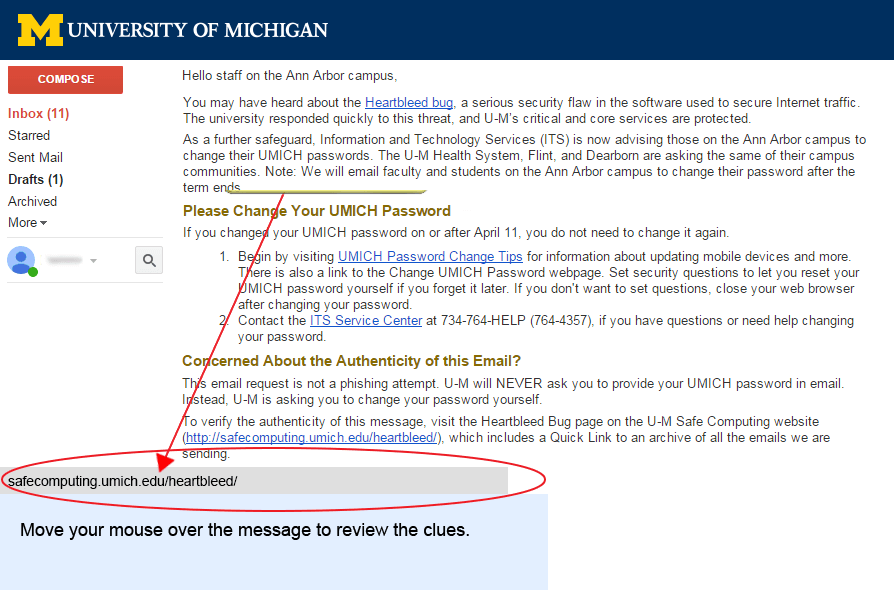 UNIVERSITY OF MICHIGAN
COMPOSE
Inbox (11)
Starred
Sent Mail
Drafts (1)
Archived
More
Hello staff on the Ann Arbor campus,
You may have heard about the Heartbleed bug, a serious security flaw in the software used to secure Internet traffic.
The university responded quickly to this threat, and U-M's critical and core services are protected.
As a further safeguard, Information and Technology Services (ITS) is now advising those on the Ann Arbor campus to
change their UMICH passwords. The U-M Health System, Flint, and Dearborn are asking the same of their campus
communities. Note: We will email faculty and students on the Ann Arbor campus to change their password after the
term ends.
Please Change Your UMICH Password
If you changed your UMICH password on or after April 11, you do not need to change it again.
1. Begin by visiting UMICH Password Change Tips for information about updating mobile devices and more.
There is also a link to the Change UMICH Password webpage. Set security questions to let you reset your
UMICH password yourself if you forget it later. If you don't want to set questions, close your web browser
after changing your password.
2. Contact the ITS Service Center at 734-764-HELP (764-4357), if you have questions or need help changing
your password.
Concerned About the Authenticity of this Email?
This email request is not a phishing attempt. U-M will NEVER ask you to provide your UMICH password in email.
Instead, U-M is asking you to change your password yourself.
To verify the authenticity of this message, visit the Heartbleed Bug page on the U-M Safe Computing website
(http://safecomputing.umich.edu/heartbleed/), which includes a Quick Link to an archive of all the emails we are
sending.
safecomputing.umich.edu/heartbleed/
Move your mouse over the message to review the clues.